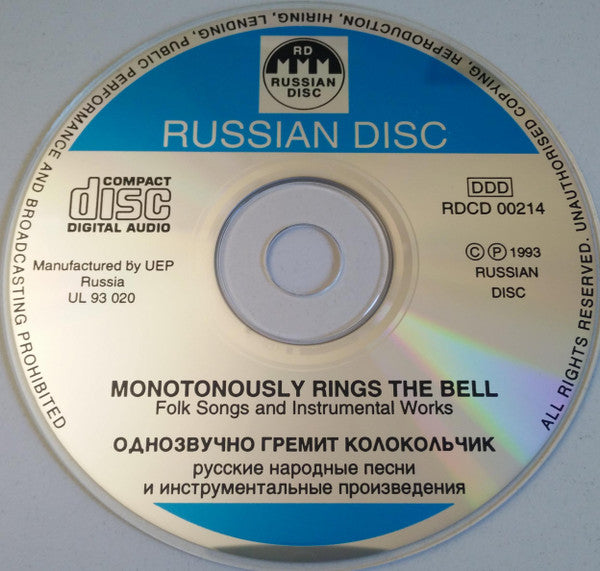 RD
RUSSIAN
DISC
RUSSIAN DISC
COMPACT
disc
DIGITAL AUDIO
DDD
RDCD 00214
Manufactured by UEP
Russia
UL 93 020
© ℗ 1993
RUSSIAN
DISC
MONOTONOUSLY RINGS THE BELL
Folk Songs and Instrumental Works
ОДНОЗВУЧНО ГРЕМИТ КОЛОКОЛЬЧИК
русские народные песни
и инструментальные произведения
ALL RIGHTS RESERVED. UNAUTHORISED COPYING, REPRODUCTION, HIRING, LENDING, PUBLIC PERFORMANCE AND BROADCASTING PROHIBITED